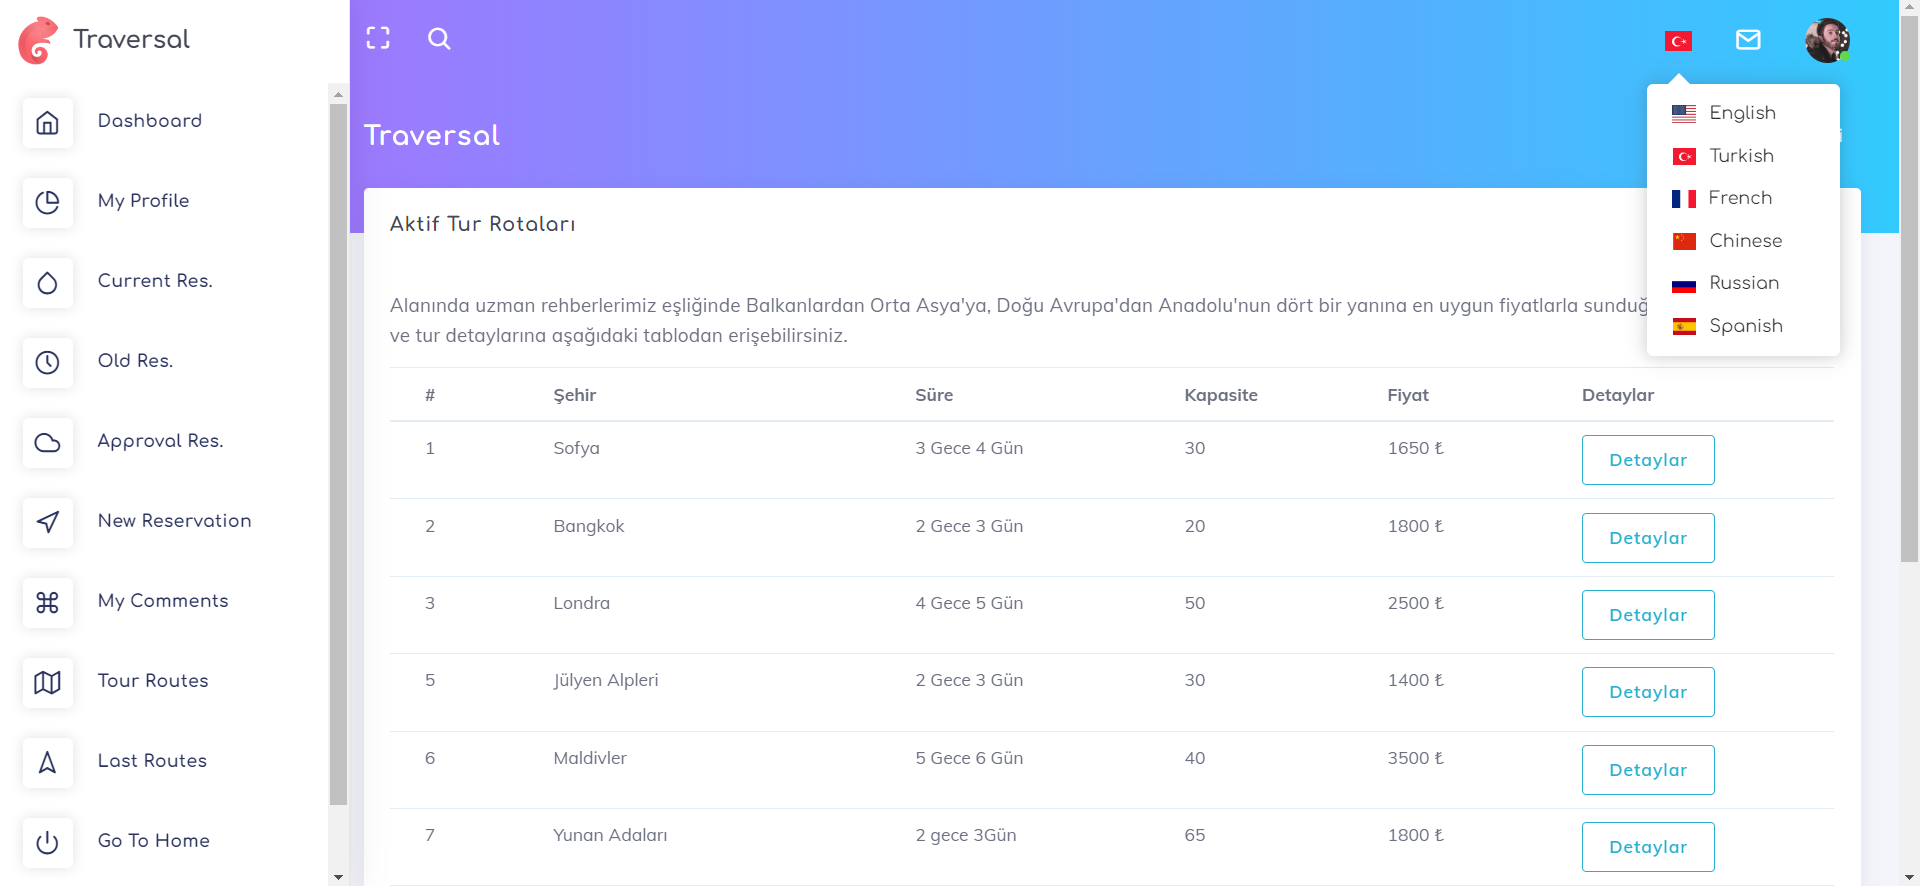 Traversal
Dashboard
My Profile
Current Res.
Old Res.
Approval Res.
New Reservation
My Comments
Tour Routes
Last Routes
Go To Home
Traversal
English
Turkish
French
Chinese
Russian
Spanish
Aktif Tur Rotaları
Alanında uzman rehberlerimiz eşliğinde Balkanlardan Orta Asya'ya, Doğu Avrupa'dan Anadolu'nun dört bir yanına en uygun fiyatlarla
ve tur detaylarına aşağıdaki tablodan erişebilirsiniz.
# Şehir Süre Kapasite Fiyat Detaylar
1 Sofya 3 Gece 4 Gün 30 1650 ₺ Detaylar
2 Bangkok 2 Gece 3 Gün 20 1800 ₺ Detaylar
3 Londra 4 Gece 5 Gün 50 2500 ₺ Detaylar
5 Jülyen Alpleri 2 Gece 3 Gün 30 1400 ₺ Detaylar
6 Maldivler 5 Gece 6 Gün 40 3500 ₺ Detaylar
7 Yunan Adaları 2 gece 3Gün 65 1800 ₺ Detaylar